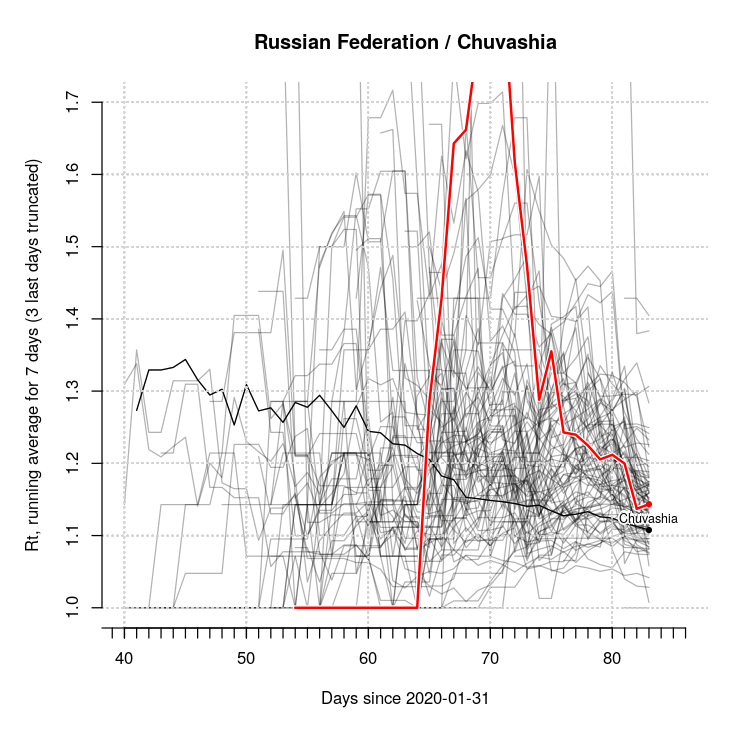 Russian Federation / Chuvashia
Rt, running average for 7 days (3 last days truncated)
1.7
1.6
1.5
1.4
1.3
1.2
1.1
1.0
Chuvashia
40 50 60 70 80
Days since 2020-01-31